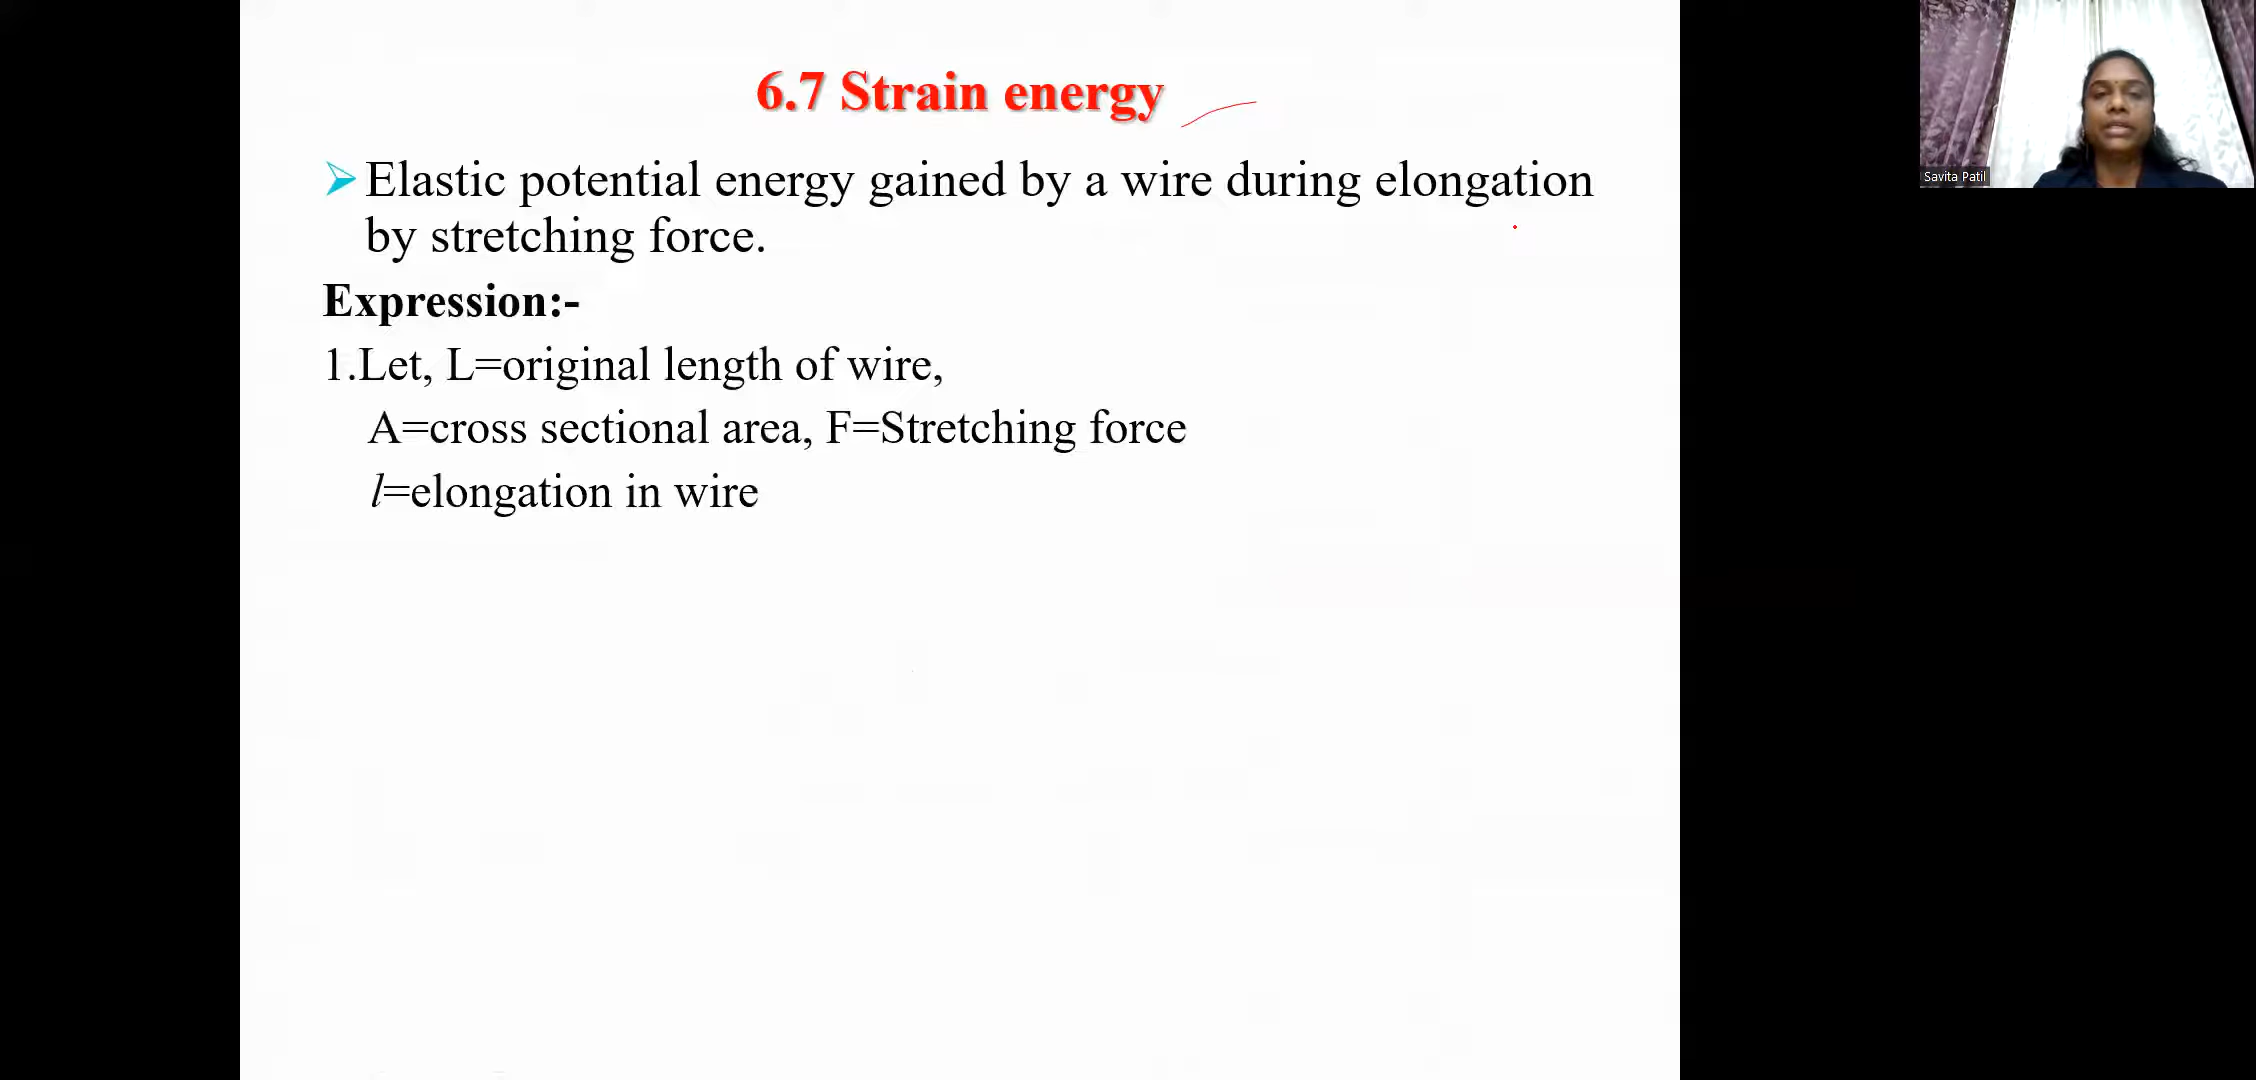 6.7 Strain energy
Elastic potential energy gained by a wire during elongation
by stretching force.
Expression:-
1.Let, L=original length of wire,
A=cross sectional area, F=Stretching force
l=elongation in wire
Savita Patil